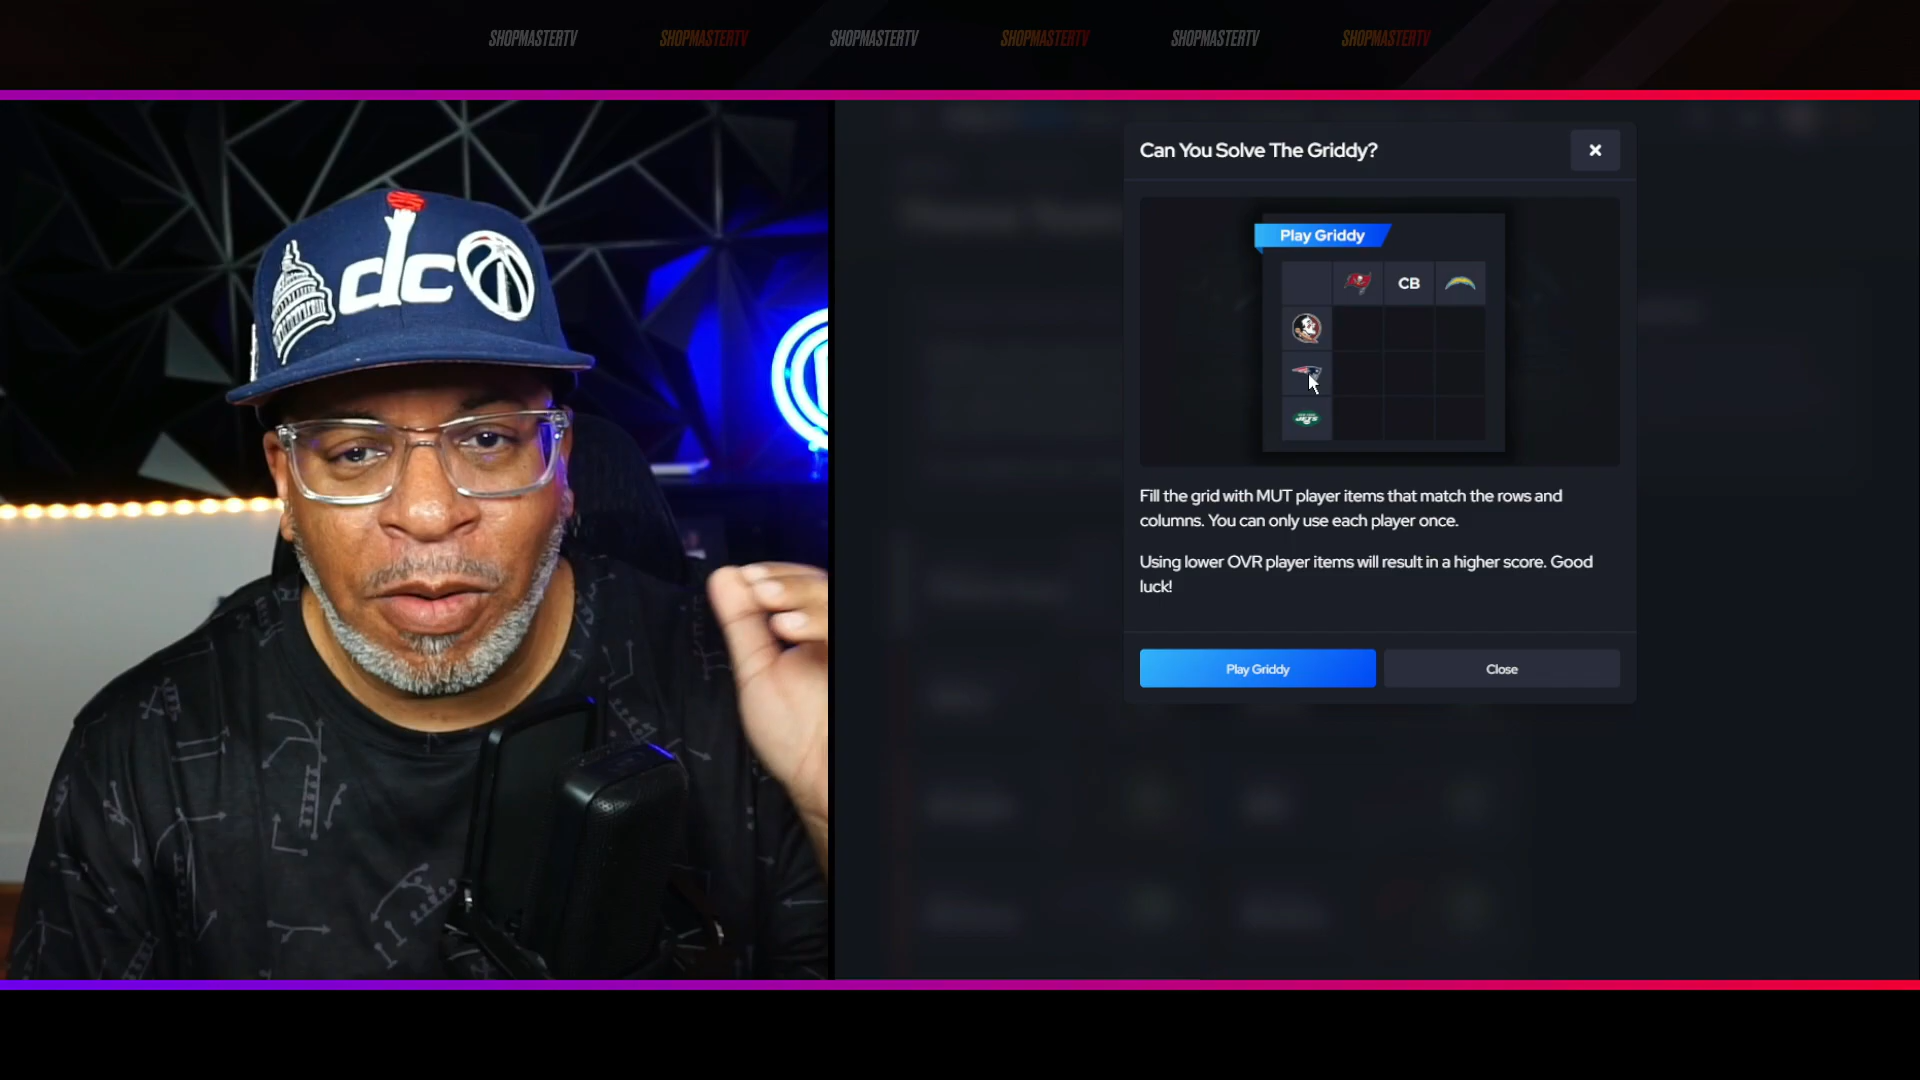 SHOPMASTERTV SHOPMASTERTV SHOPMASTERTV SHOPMASTERTV SHOPMASTERTV SHOPMASTERTV
dc
Can You Solve The Griddy?
Play Griddy
CB
JETS
Fill the grid with MUT player items that match the rows and
columns. You can only use each player once.
Using lower OVR player items will result in a higher score. Good
luck!
Play Griddy
Close